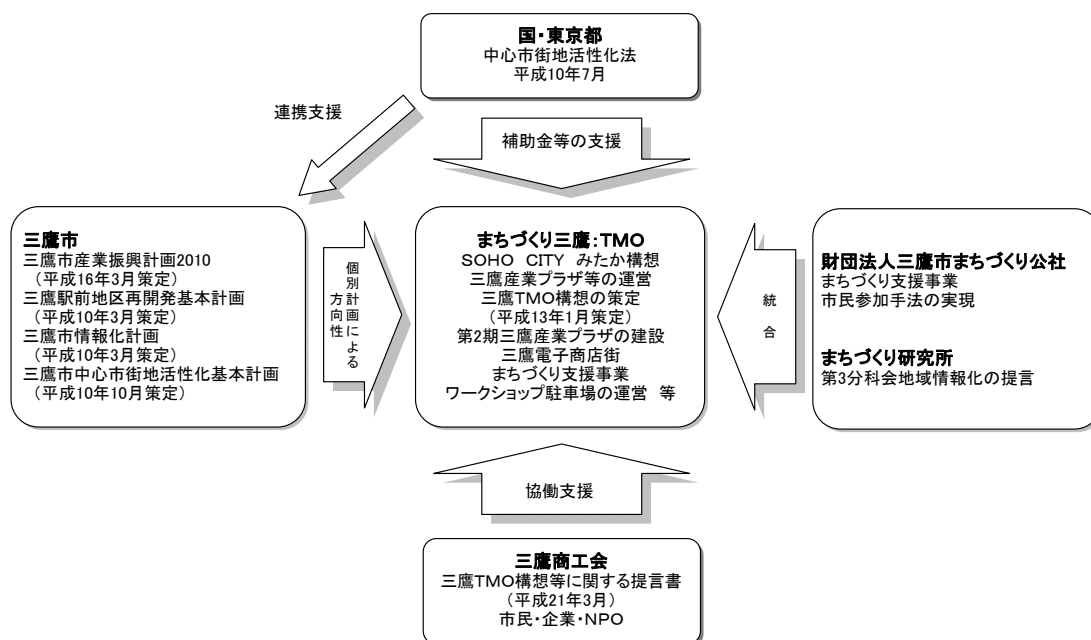 国・東京都
中心市街地活性化法
平成10年7月
連携支援
補助金等の支援
三鷹市
三鷹市産業振興計画2010
（平成16年3月策定）
三鷹駅前地区再開発基本計画
（平成10年3月策定）
三鷹市情報化計画
（平成10年3月策定）
三鷹市中心市街地活性化基本計画
（平成10年10月策定）
個別計画による
方向性
まちづくり三鷹：TMO
SOHO CITY みたか構想
三鷹産業プラザ等の運営
三鷹TMO構想の策定
（平成13年1月策定）
第2期三鷹産業プラザの建設
三鷹電子商店街
まちづくり支援事業
ワークショップ駐車場の運営 等
統合
財団法人三鷹市まちづくり公社
まちづくり支援事業
市民参加手法の実現
まちづくり研究所
第3分科会地域情報化の提言
協働支援
三鷹商工会
三鷹TMO構想等に関する提言書
（平成21年3月）
市民・企業・NPO